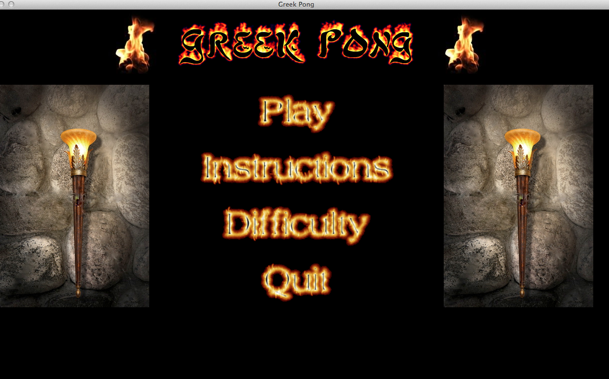 Greek Pong
GREEK PONG
Play
Instructions
Difficulty
Quit